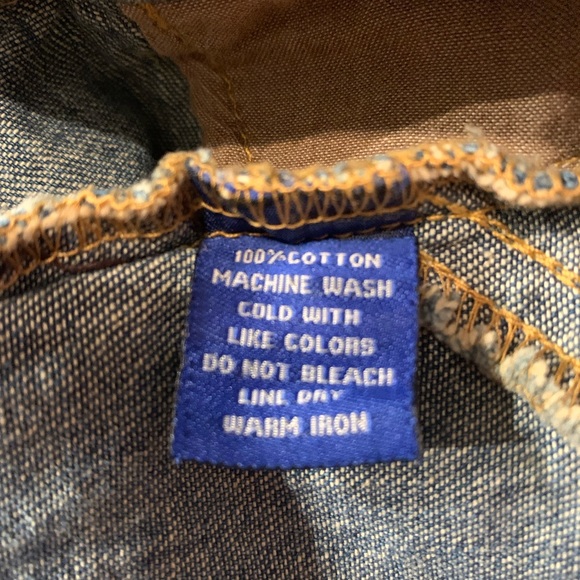 100% COTTON
MACHINE WASH
COLD WITH
LIKE COLORS
DO NOT BLEACH
LINE DRY
WARM IRON